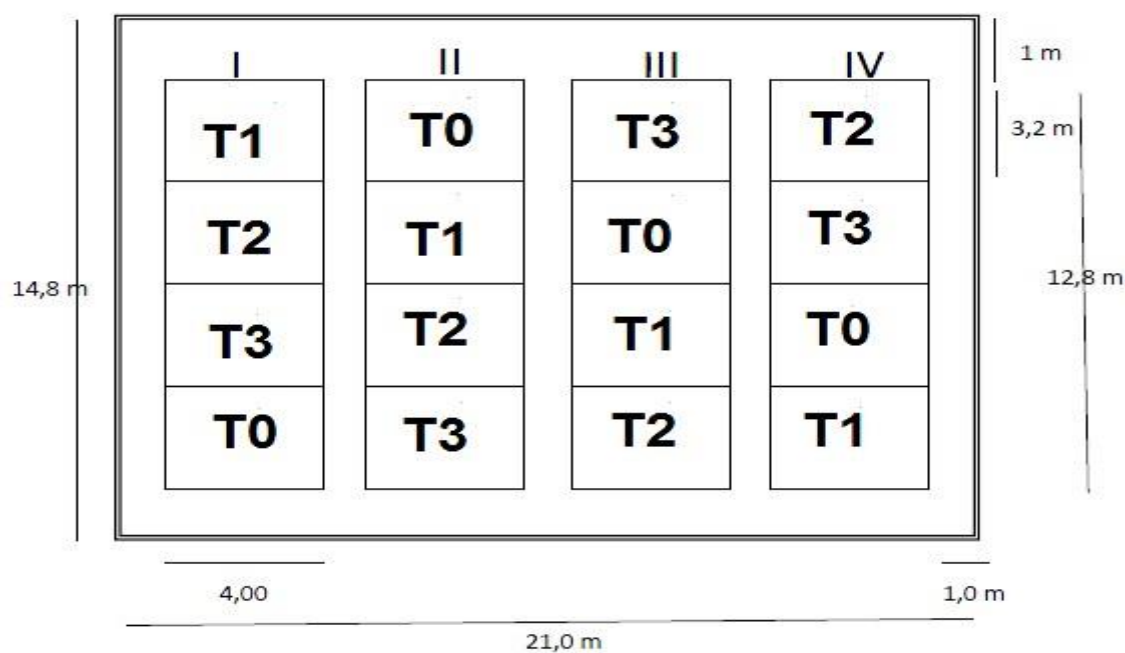 I II III IV
1 m
T1 T0 T3 T2
3,2 m
T2 T1 T0 T3
14,8 m
12,8 m
T3 T2 T1 T0
T0 T3 T2 T1
4,00
1,0 m
21,0 m